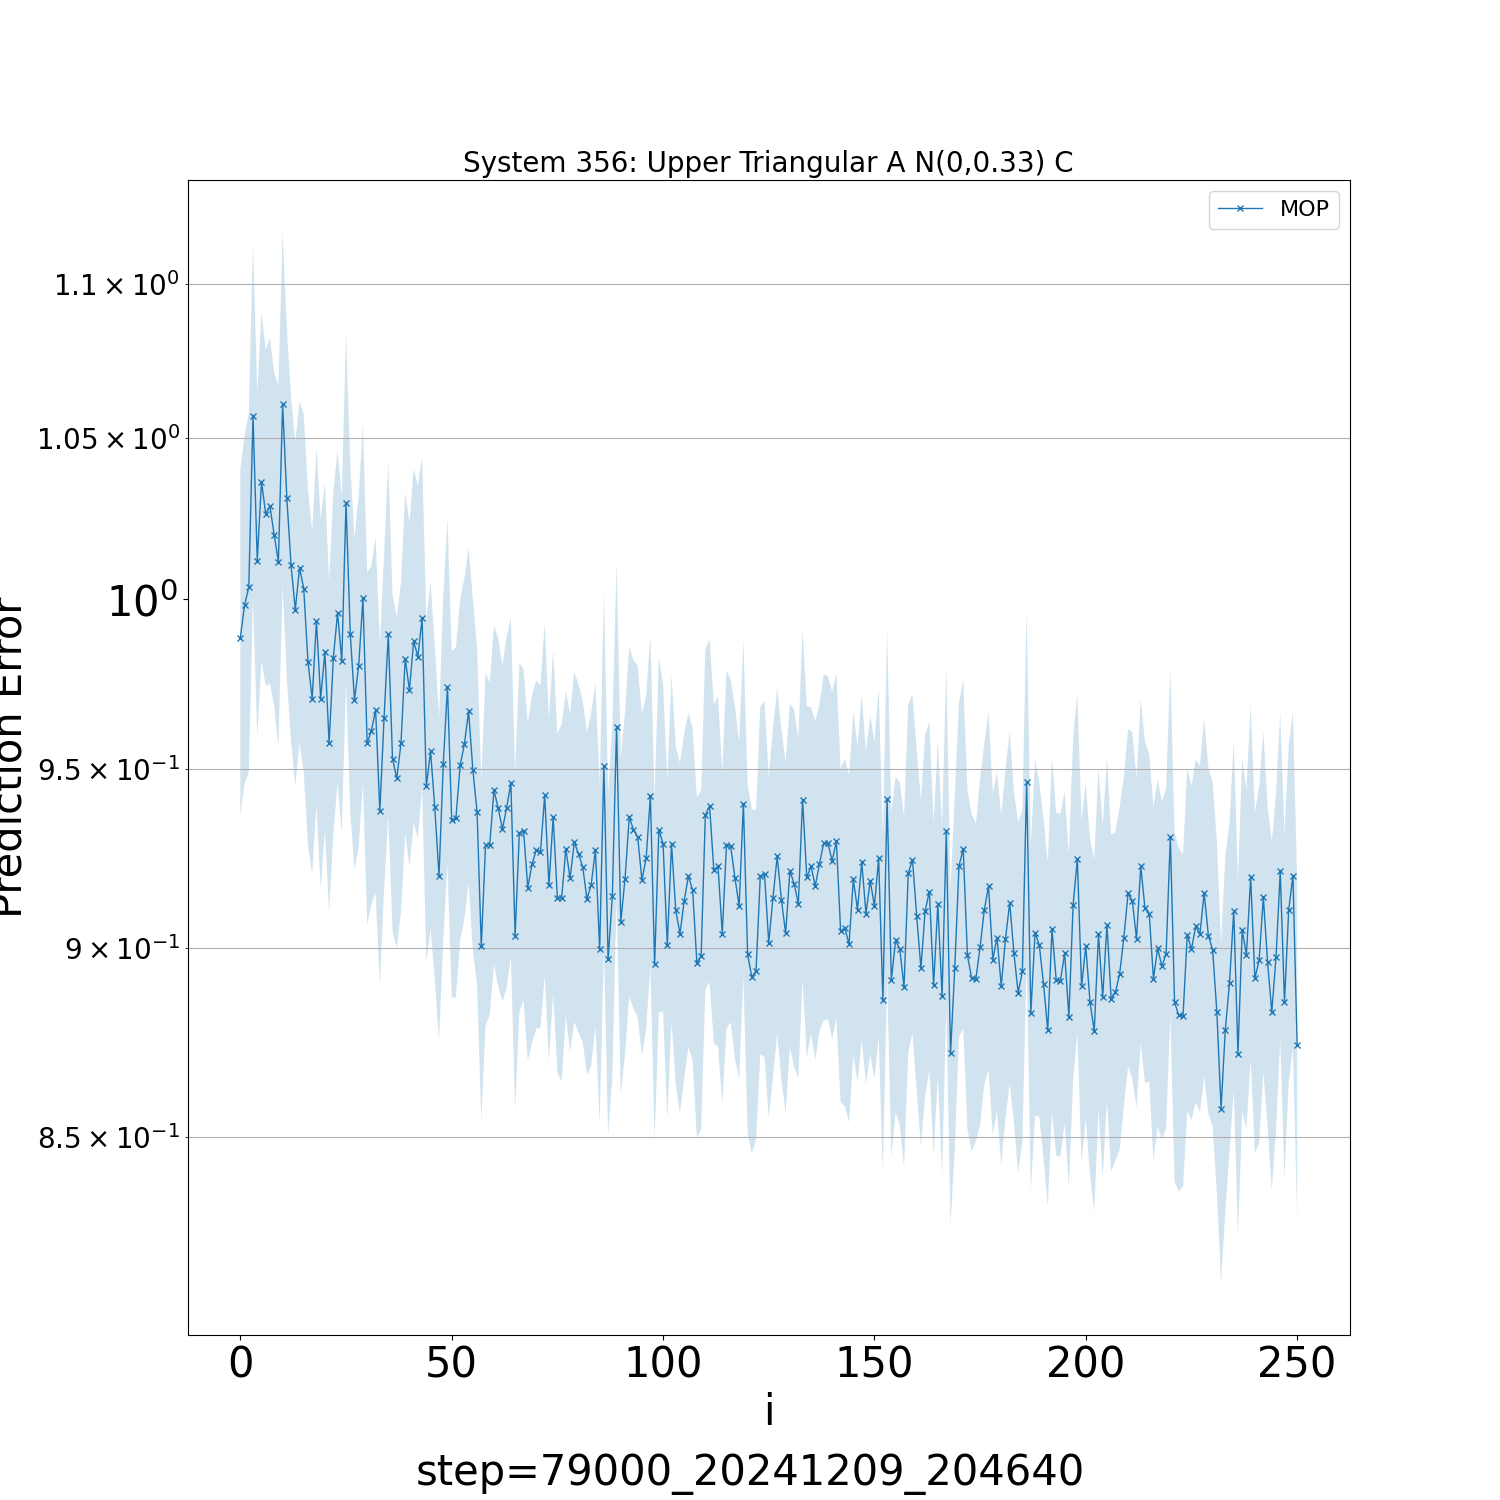 System 356: Upper Triangular A N(0,0.33) C
MOP
1.1 × 10⁰
1.05 × 10⁰
10⁰
9.5 × 10⁻¹
9 × 10⁻¹
8.5 × 10⁻¹
Prediction Error
0 50 100 150 200 250
i
step=79000_20241209_204640